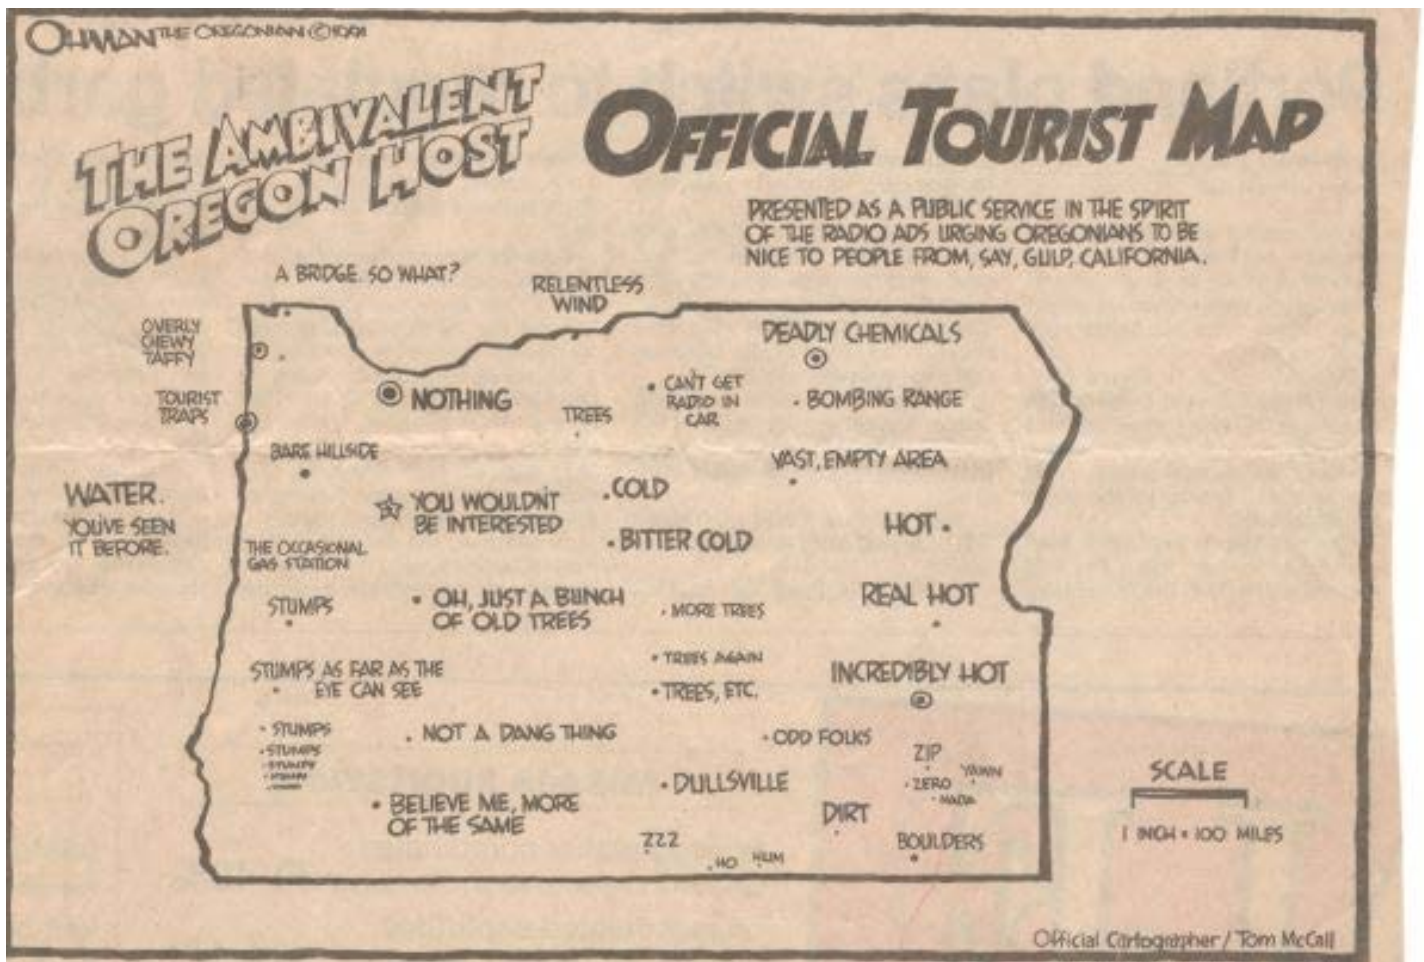 OHMAN THE OREGONIAN ©1991
THE AMBIVALENT
OREGON HOST
OFFICIAL TOURIST MAP
PRESENTED AS A PUBLIC SERVICE IN THE SPIRIT
OF THE RADIO ADS URGING OREGONIANS TO BE
NICE TO PEOPLE FROM, SAY, GULP, CALIFORNIA.
A BRIDGE. SO WHAT?
RELENTLESS
WIND
OVERLY
CHEWY
TAFFY
DEADLY CHEMICALS
TOURIST
TRAPS
NOTHING
TREES
CAN'T GET
RADIO IN
CAR
BOMBING RANGE
BARE HILLSIDE
VAST, EMPTY AREA
WATER.
YOU'VE SEEN
IT BEFORE.
YOU WOULDN'T
BE INTERESTED
COLD
BITTER COLD
HOT
THE OCCASIONAL
GAS STATION
STUMPS
OH, JUST A BUNCH
OF OLD TREES
MORE TREES
REAL HOT
STUMPS AS FAR AS THE
EYE CAN SEE
TREES AGAIN
TREES, ETC.
INCREDIBLY HOT
STUMPS
STUMPS
STUMPS
NOT A DANG THING
ODD FOLKS
ZIP
YAWN
ZERO
NADA
DULLSVILLE
BELIEVE ME, MORE
OF THE SAME
DIRT
BOULDERS
ZZZ
HO HUM
SCALE
1 INCH = 100 MILES
Official Cartographer / Tom McCall